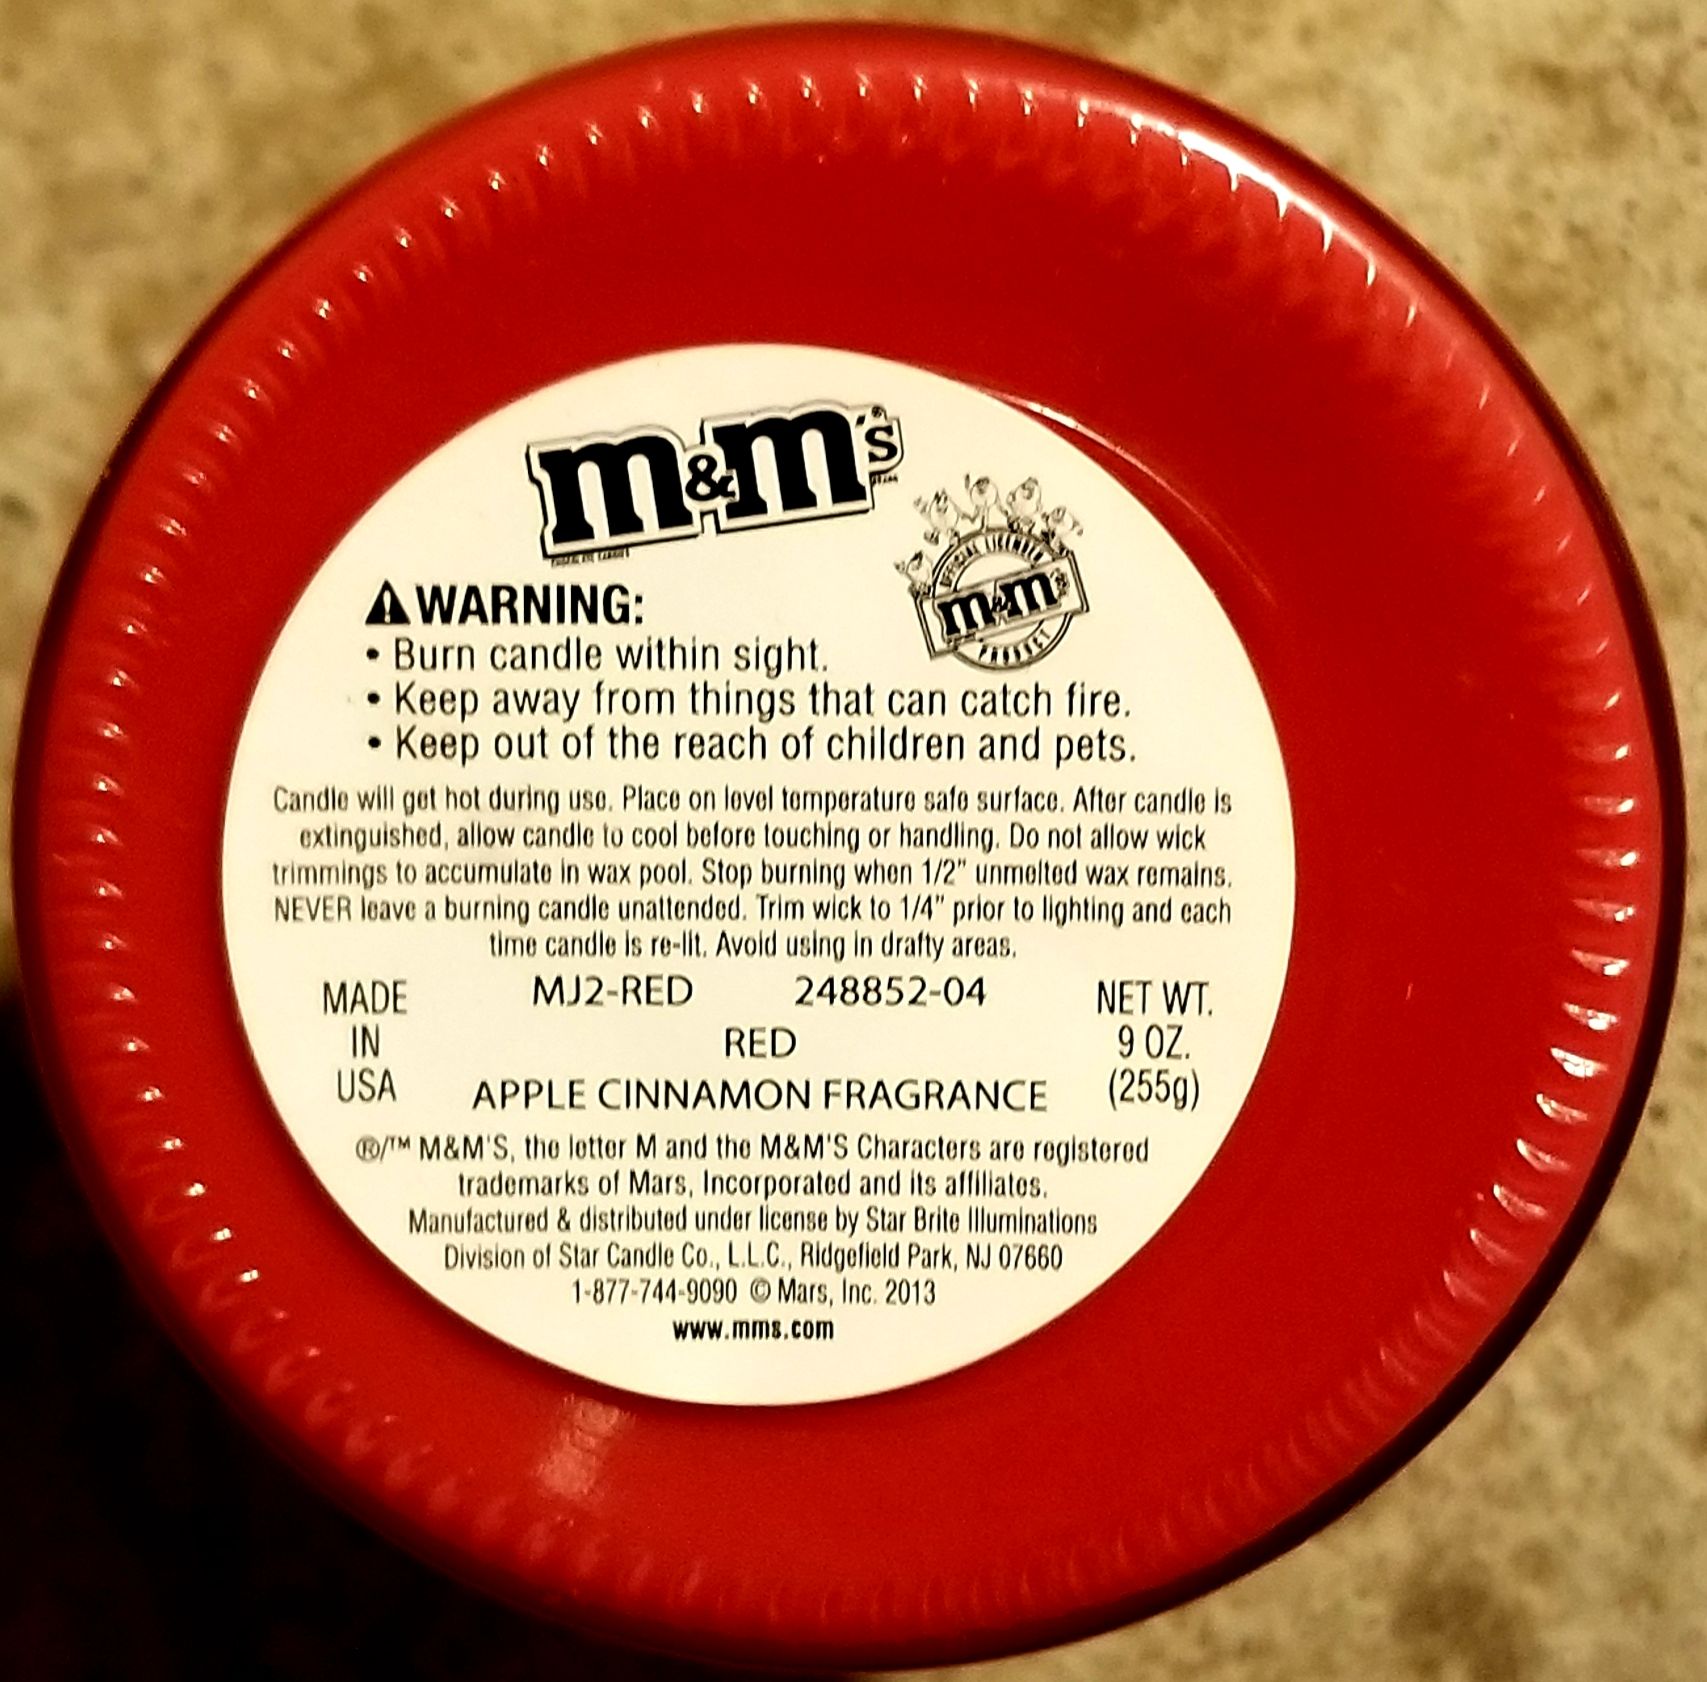 m&m's®
⚠ WARNING:
• Burn candle within sight.
• Keep away from things that can catch fire.
• Keep out of the reach of children and pets.
OFFICIAL LICENSED
m&m's
PRODUCT
Candle will get hot during use. Place on level temperature safe surface. After candle is
extinguished, allow candle to cool before touching or handling. Do not allow wick
trimmings to accumulate in wax pool. Stop burning when 1/2" unmelted wax remains.
NEVER leave a burning candle unattended. Trim wick to 1/4" prior to lighting and each
time candle is re-lit. Avoid using in drafty areas.
MADE
IN
USA
MJ2-RED 248852-04
RED
APPLE CINNAMON FRAGRANCE
NET WT.
9 OZ.
(255g)
®/™ M&M'S, the letter M and the M&M'S Characters are registered
trademarks of Mars, Incorporated and its affiliates.
Manufactured & distributed under license by Star Brite Illuminations
Division of Star Candle Co., L.L.C., Ridgefield Park, NJ 07660
1-877-744-9090 © Mars, Inc. 2013
www.mms.com